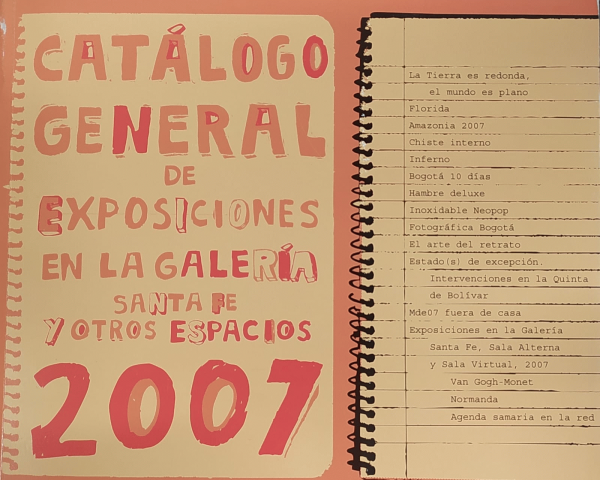 CATÁLOGO
GENERAL
DE
EXPOSICIONES
EN LA GALERÍA
SANTA FE
Y OTROS ESPACIOS
2007
La Tierra es redonda,
el mundo es plano
Florida
Amazonia 2007
Chiste interno
Inferno
Bogotá 10 días
Hambre deluxe
Inoxidable Neopop
Fotográfica Bogotá
El arte del retrato
Estado(s) de excepción.
Intervenciones en la Quinta
de Bolívar
Mde07 fuera de casa
Exposiciones en la Galería
Santa Fe, Sala Alterna
y Sala Virtual, 2007
Van Gogh-Monet
Normanda
Agenda samaria en la red